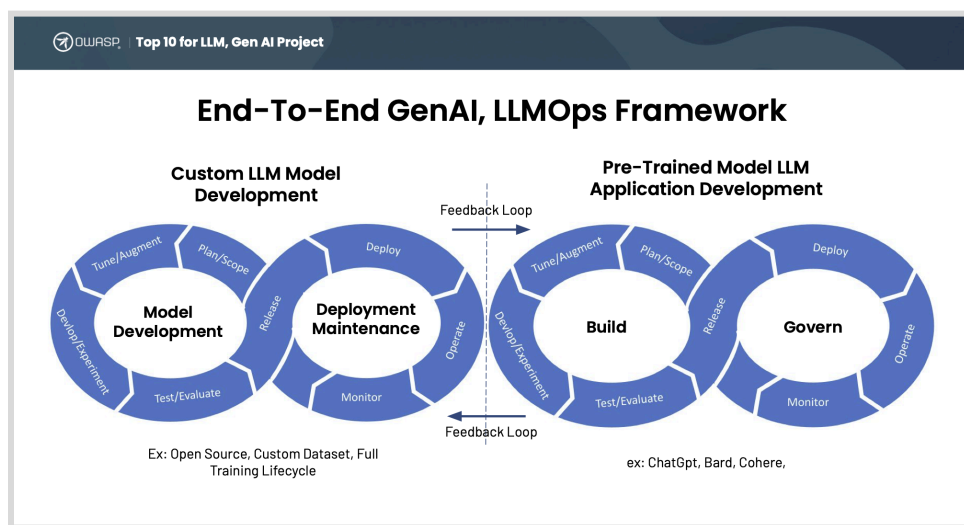 OWASP | Top 10 for LLM, Gen AI Project
End-To-End GenAI, LLMOps Framework
Custom LLM Model
Development
Pre-Trained Model LLM
Application Development
Feedback Loop
Tune/Augment
Plan/Scope
Release
Deploy
Operate
Monitor
Test/Evaluate
Devlop/Experiment
Model
Development
Deployment
Maintenance
Tune/Augment
Plan/Scope
Release
Deploy
Operate
Monitor
Test/Evaluate
Devlop/Experiment
Build
Govern
Feedback Loop
Ex: Open Source, Custom Dataset, Full
Training Lifecycle
ex: ChatGpt, Bard, Cohere,